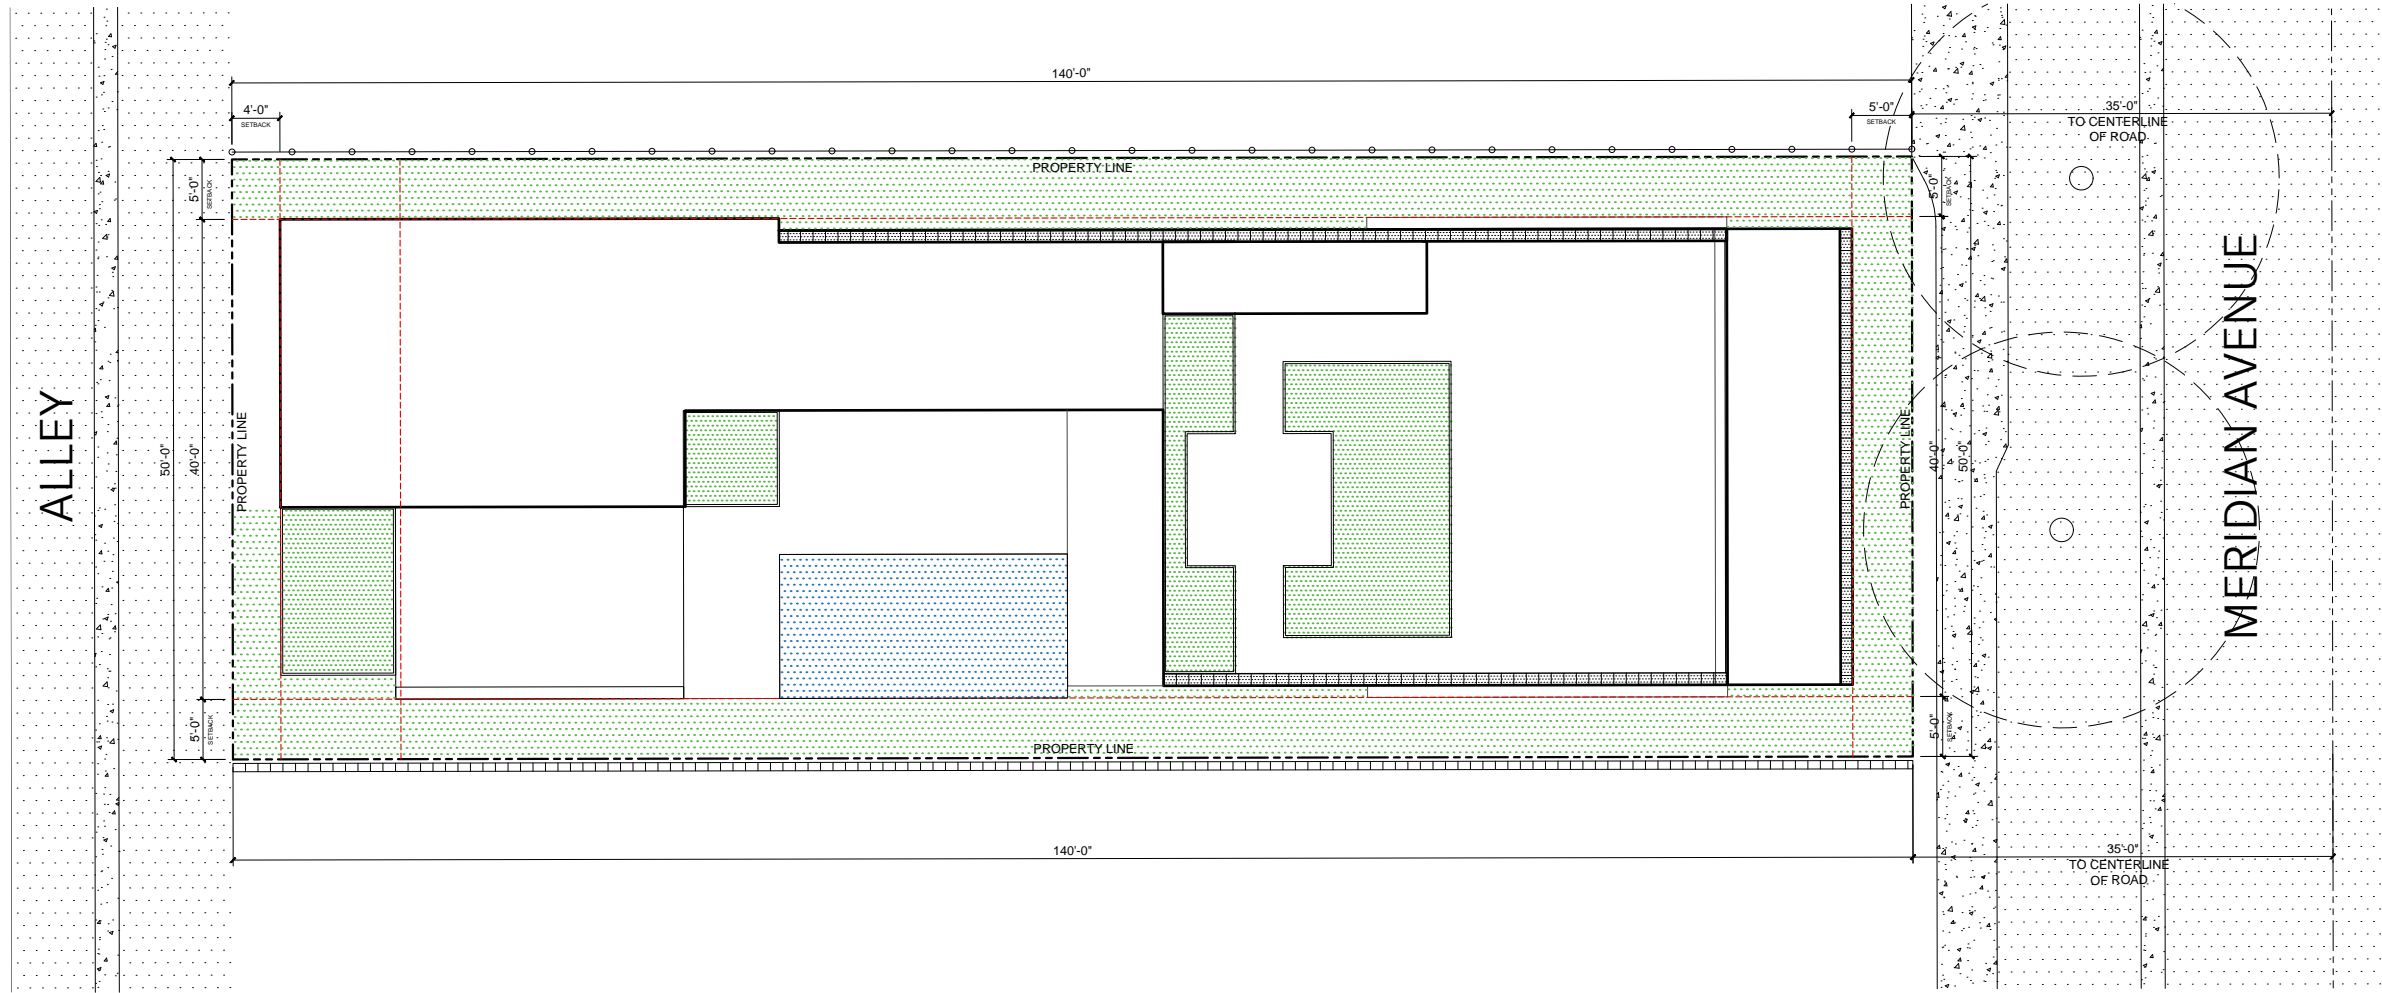 140'-0"
4'-0"
SETBACK
5'-0"
SETBACK
35'-0"
TO CENTERLINE
OF ROAD
PROPERTY LINE
5'-0"
SETBACK
5'-0"
SETBACK
ALLEY
50'-0"
40'-0"
PROPERTY LINE
PROPERTY LINE
40'-0"
50'-0"
MERIDIAN AVENUE
5'-0"
SETBACK
5'-0"
SETBACK
PROPERTY LINE
140'-0"
35'-0"
TO CENTERLINE
OF ROAD